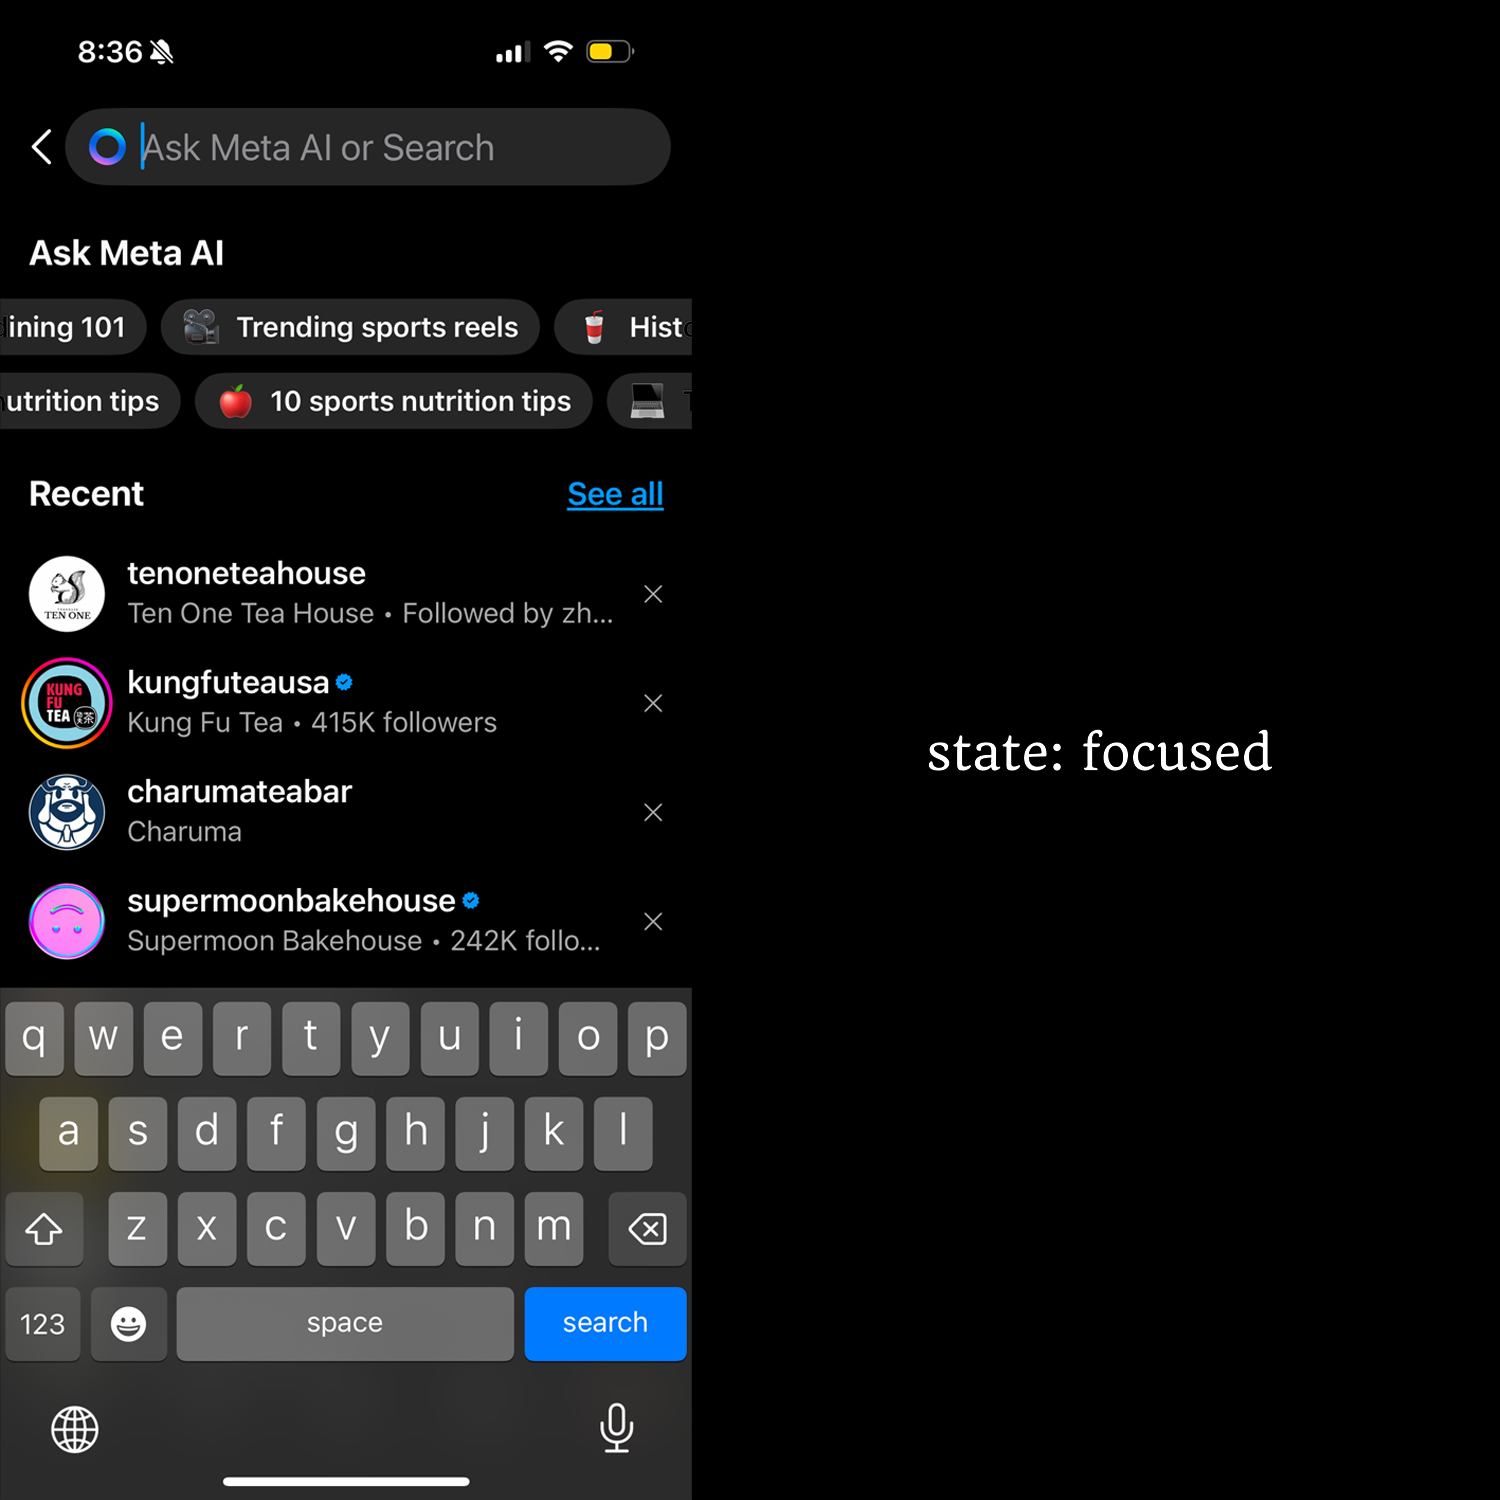 8:36
Ask Meta AI or Search
Ask Meta AI
ining 101
Trending sports reels
Hist
utrition tips
10 sports nutrition tips
Recent
See all
TEN ONE
tenoneteahouse
Ten One Tea House • Followed by zh...
KUNG
FU
TEA
kungfuteausa
Kung Fu Tea • 415K followers
charumateabar
Charuma
supermoonbakehouse
Supermoon Bakehouse • 242K follo...
q w e r t y u i o p
a s d f g h j k l
z x c v b n m
123
space
search
state: focused